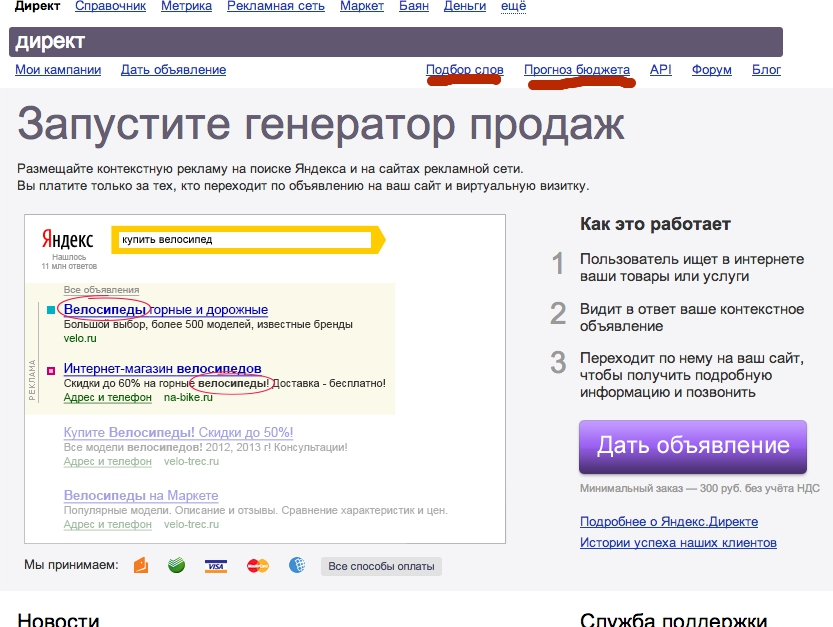 Директ Справочник Метрика Рекламная сеть Маркет Баян Деньги ещё
директ
Мои кампании Дать объявление Подбор слов Прогноз бюджета API Форум Блог
Запустите генератор продаж
Размещайте контекстную рекламу на поиске Яндекса и на сайтах рекламной сети.
Вы платите только за тех, кто переходит по объявлению на ваш сайт и виртуальную визитку.
Яндекс
Нашлось
11 млн ответов
купить велосипед
Все объявления
Велосипеды горные и дорожные
Большой выбор, более 500 моделей, известные бренды
velo.ru
Интернет-магазин велосипедов
Скидки до 60% на горные велосипеды! Доставка - бесплатно!
Адрес и телефон na-bike.ru
РЕКЛАМА
Купите Велосипеды! Скидки до 50%!
Все модели велосипедов! 2012, 2013 г! Консультации!
Адрес и телефон velo-trec.ru
Велосипеды на Маркете
Популярные модели. Описание и отзывы. Сравнение характеристик и цен.
Адрес и телефон velo-trec.ru
Как это работает
1 Пользователь ищет в интернете
ваши товары или услуги
2 Видит в ответ ваше контекстное
объявление
3 Переходит по нему на ваш сайт,
чтобы получить подробную
информацию и позвонить
Дать объявление
Минимальный заказ — 300 руб. без учёта НДС
Подробнее о Яндекс.Директе
Истории успеха наших клиентов
Мы принимаем: VISA MasterCard Все способы оплаты
Новости
Служба поддержки